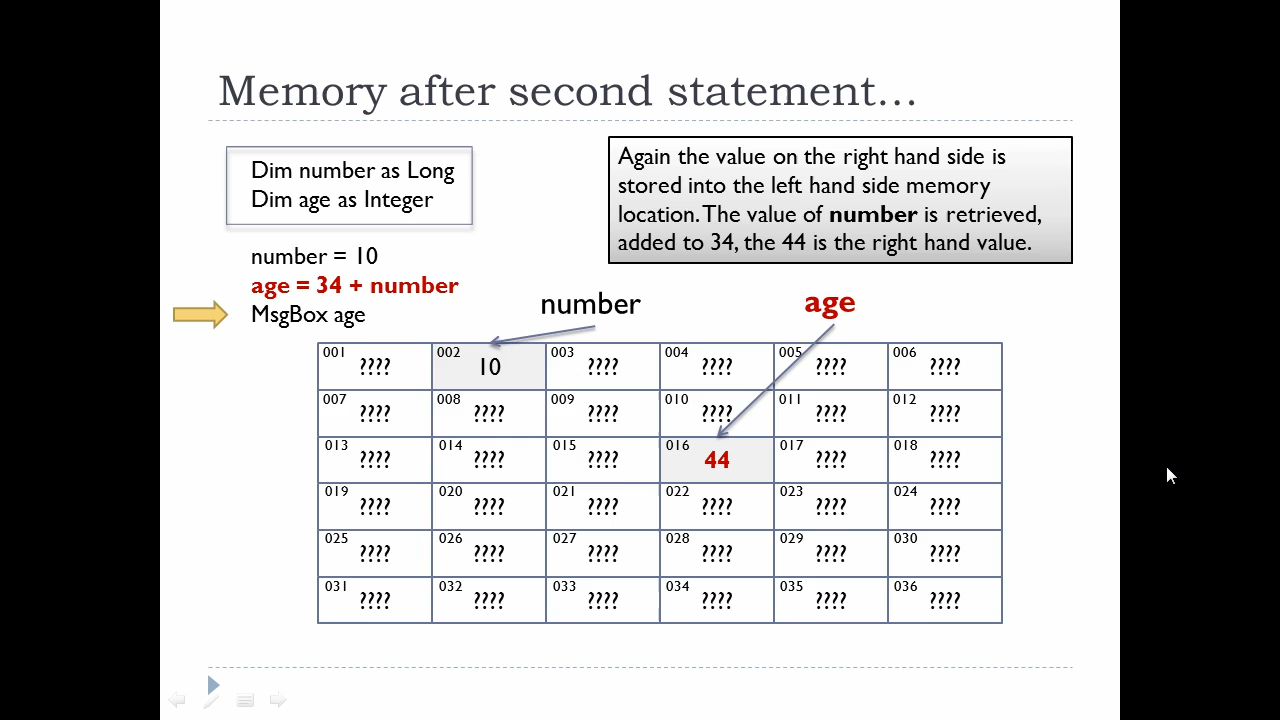 Memory after second statement…
Dim number as Long
Dim age as Integer
Again the value on the right hand side is
stored into the left hand side memory
location. The value of number is retrieved,
added to 34, the 44 is the right hand value.
number = 10
age = 34 + number
MsgBox age
number age
001 ???? 002 10 003 ???? 004 ???? 005 ???? 006 ????
007 ???? 008 ???? 009 ???? 010 ???? 011 ???? 012 ????
013 ???? 014 ???? 015 ???? 016 44 017 ???? 018 ????
019 ???? 020 ???? 021 ???? 022 ???? 023 ???? 024 ????
025 ???? 026 ???? 027 ???? 028 ???? 029 ???? 030 ????
031 ???? 032 ???? 033 ???? 034 ???? 035 ???? 036 ????